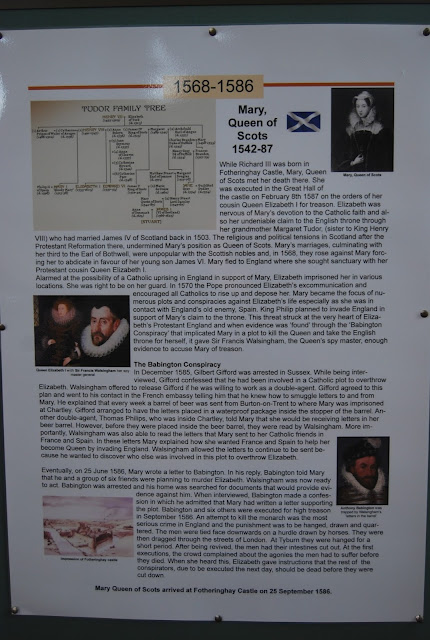 1568-1586
TUDOR FAMILY TREE
Mary,
Queen of
Scots
1542-87
Mary, Queen of Scots
While Richard III was born in
Fotheringhay Castle, Mary, Queen
of Scots met her death there. She
was executed in the Great Hall of
the castle on February 8th 1587 on the orders of her
cousin Queen Elizabeth I for treason. Elizabeth was
nervous of Mary's devotion to the Catholic faith and al-
so her undeniable claim to the English throne through
her grandmother Margaret Tudor, (sister to King Henry
VIII) who had married James IV of Scotland back in 1503. The religious and political tensions in Scotland after the
Protestant Reformation there, undermined Mary's position as Queen of Scots. Mary's marriages, culminating with
her third to the Earl of Bothwell, were unpopular with the Scottish nobles and, in 1568, they rose against Mary forc-
ing her to abdicate in favour of her young son James VI. Mary fled to England where she sought sanctuary with her
Protestant cousin Queen Elizabeth I.
Alarmed at the possibility of a Catholic uprising in England in support of Mary, Elizabeth imprisoned her in various
locations. She was right to be on her guard. In 1570 the Pope pronounced Elizabeth's excommunication and
encouraged all Catholics to rise up and depose her. Mary became the focus of nu-
merous plots and conspiracies against Elizabeth's life especially as she was in
contact with England's old enemy, Spain. King Philip planned to invade England in
support of Mary's claim to the throne. This threat struck at the very heart of Eliza-
beth's Protestant England and when evidence was 'found' through the 'Babington
Conspiracy' that implicated Mary in a plot to kill the Queen and take the English
throne for herself, it gave Sir Francis Walsingham, the Queen's spy master, enough
evidence to accuse Mary of treason.
Queen Elizabeth I with Sir Francis Walsingham her spy
master general.
The Babington Conspiracy
In December 1585, Gilbert Gifford was arrested in Sussex. While being inter-
viewed, Gifford confessed that he had been involved in a Catholic plot to overthrow
Elizabeth. Walsingham offered to release Gifford if he was willing to work as a double-agent. Gifford agreed to this
plan and went to his contact in the French embassy telling him that he knew how to smuggle letters to and from
Mary. He explained that every week a barrel of beer was sent from Burton-on-Trent to where Mary was imprisoned
at Chartley. Gifford arranged to have the letters placed in a waterproof package inside the stopper of the barrel. An-
other double-agent, Thomas Philips, who was inside Chartley, told Mary that she would be receiving letters in her
beer barrel. However, before they were placed inside the beer barrel, they were read by Walsingham. More im-
portantly, Walsingham was also able to read the letters that Mary sent to her Catholic friends in
France and Spain. In these letters Mary explained how she wanted France and Spain to help her
become Queen by invading England. Walsingham allowed the letters to continue to be sent be-
cause he wanted to discover who else was involved in this plot to overthrow Elizabeth.
Eventually, on 25 June 1586, Mary wrote a letter to Babington. In his reply, Babington told Mary
that he and a group of six friends were planning to murder Elizabeth. Walsingham was now ready
to act. Babington was arrested and his home was searched for documents that would provide evi-
dence against him. When interviewed, Babington made a confes-
sion in which he admitted that Mary had written a letter supporting
the plot. Babington and six others were executed for high treason
in September 1586. An attempt to kill the monarch was the most
serious crime in England and the punishment was to be hanged, drawn and quar-
tered. The men were tied face downwards on a hurdle drawn by horses. They were
then dragged through the streets of London. At Tyburn they were hanged for a
short period. After being revived, the men had their intestines cut out. At the first
executions, the crowd complained about the agonies the men had to suffer before
they died. When she heard this, Elizabeth gave instructions that the rest of the
conspirators, due to be executed the next day, should be dead before they were
cut down.
Anthony Babington was
trapped by Walsingham's
letters in the barrel
Fotheringhay castle
Mary Queen of Scots arrived at Fotheringhay Castle on 25 September 1586.